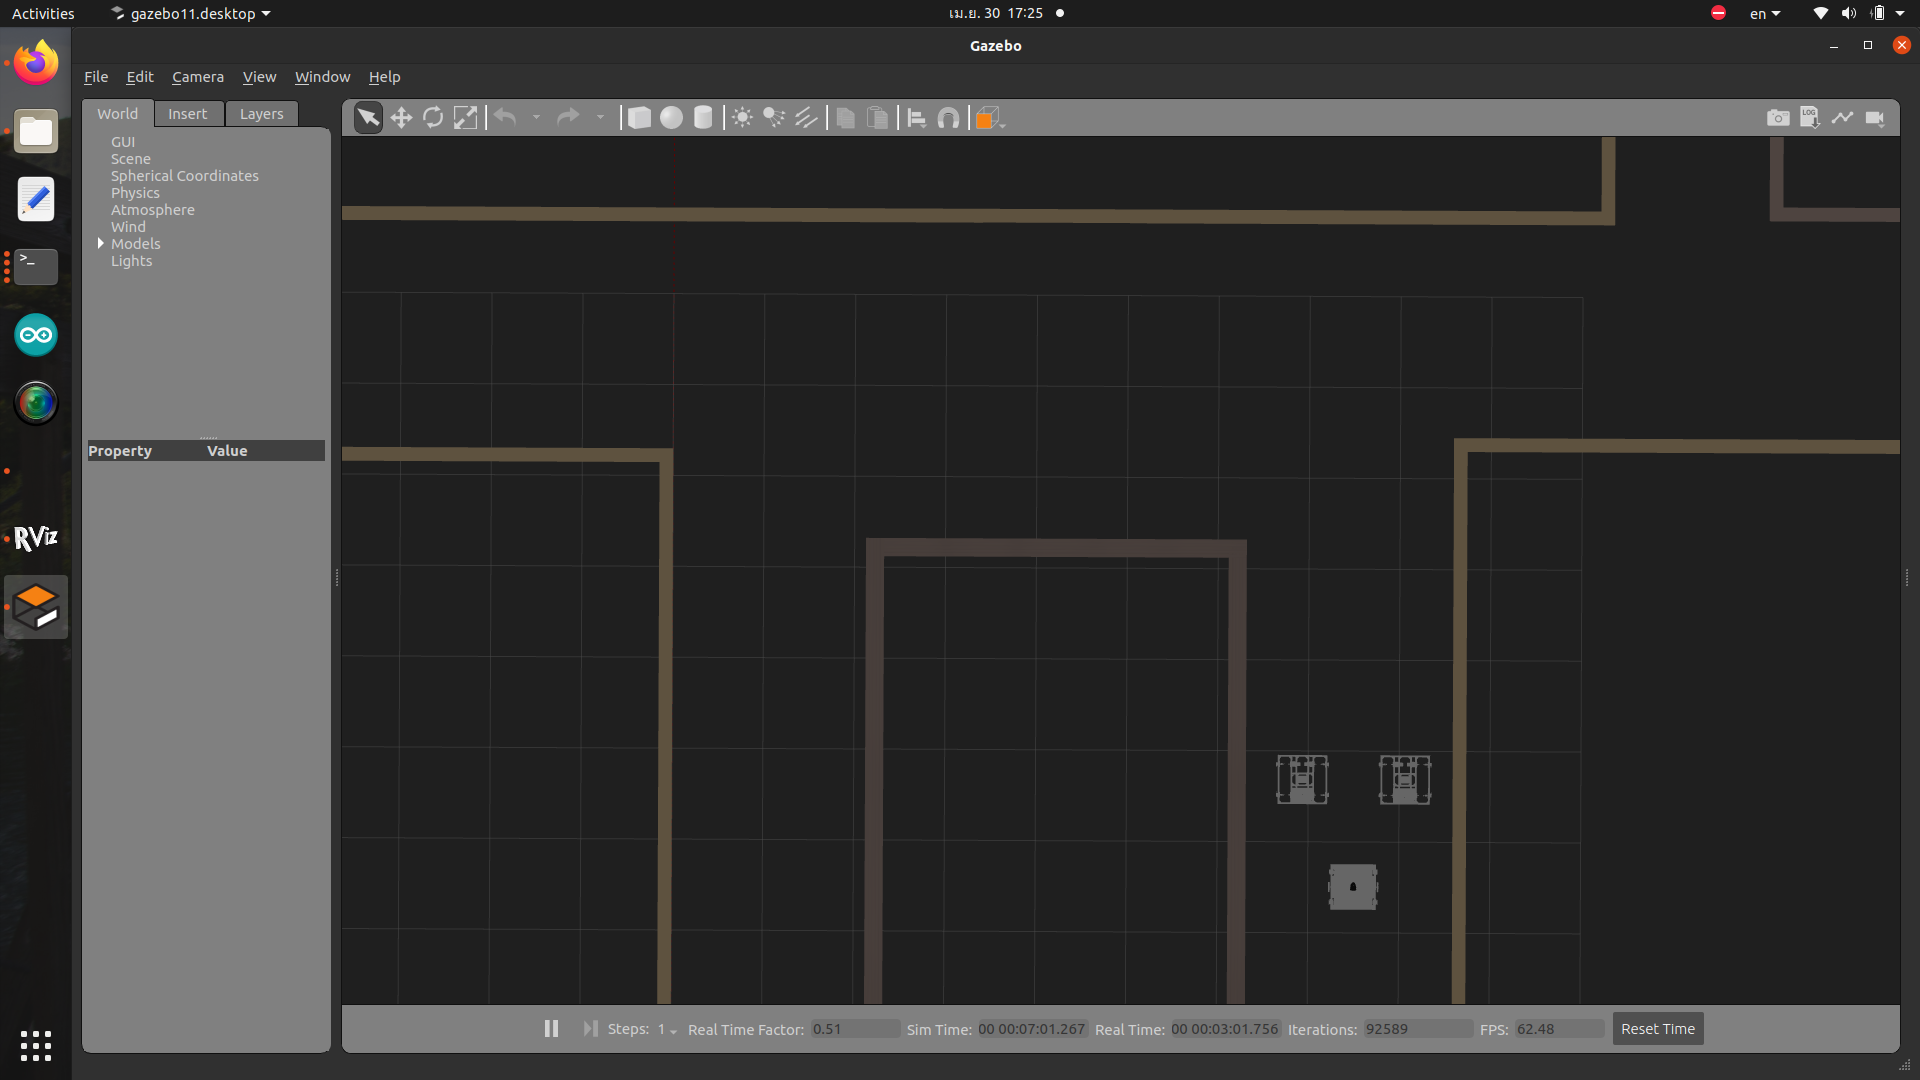 Activities gazebo11.desktop เม.ย. 30 17:25 en
Gazebo
File Edit Camera View Window Help
World Insert Layers
GUI
Scene
Spherical Coordinates
Physics
Atmosphere
Wind
Models
Lights
Property Value
LOG
>_
RViz
Steps: 1 Real Time Factor: 0.51 Sim Time: 00 00:07:01.267 Real Time: 00 00:03:01.756 Iterations: 92589 FPS: 62.48 Reset Time